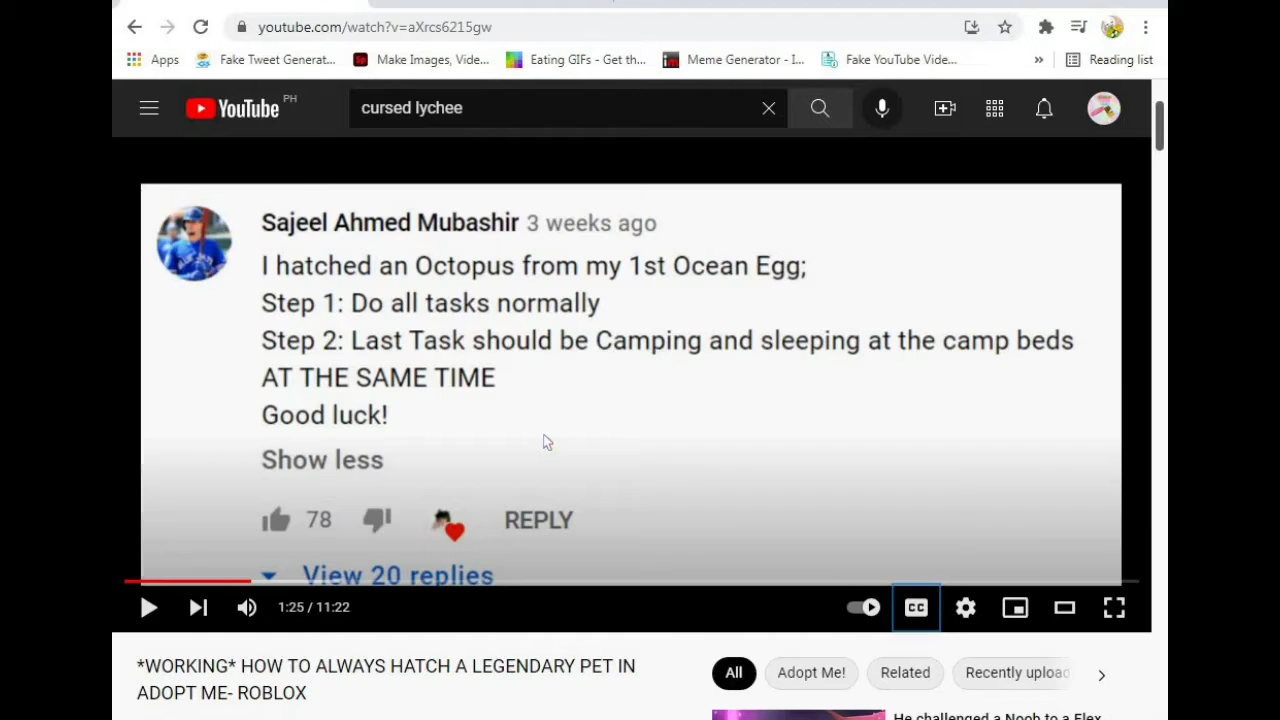 youtube.com/watch?v=aXrcs6215gw
Apps Fake Tweet Generat... Make Images, Vide... Eating GIFs - Get th... Meme Generator - I... Fake YouTube Vide... » Reading list
YouTube PH cursed lychee
Sajeel Ahmed Mubashir 3 weeks ago
I hatched an Octopus from my 1st Ocean Egg;
Step 1: Do all tasks normally
Step 2: Last Task should be Camping and sleeping at the camp beds
AT THE SAME TIME
Good luck!
Show less
78 REPLY
View 20 replies
1:25 / 11:22 CC
*WORKING* HOW TO ALWAYS HATCH A LEGENDARY PET IN
ADOPT ME- ROBLOX
All Adopt Me! Related Recently upload
He challenged a Noob to a Flex